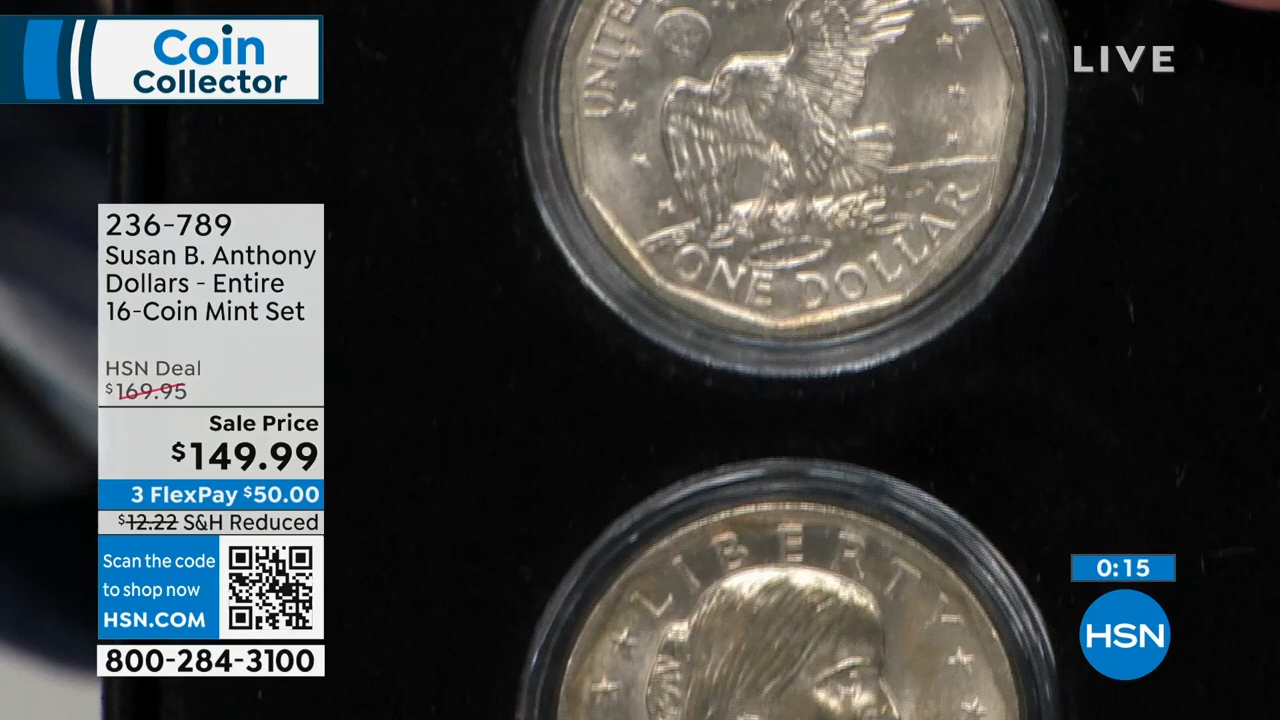 Coin
Collector
LIVE
236-789
Susan B. Anthony
Dollars - Entire
16-Coin Mint Set
HSN Deal
$169.95
Sale Price
$149.99
3 FlexPay $50.00
$12.22 S&H Reduced
Scan the code
to shop now
HSN.COM
800-284-3100
UNITED
ONE DOLLAR
LIBERTY
0:15
HSN